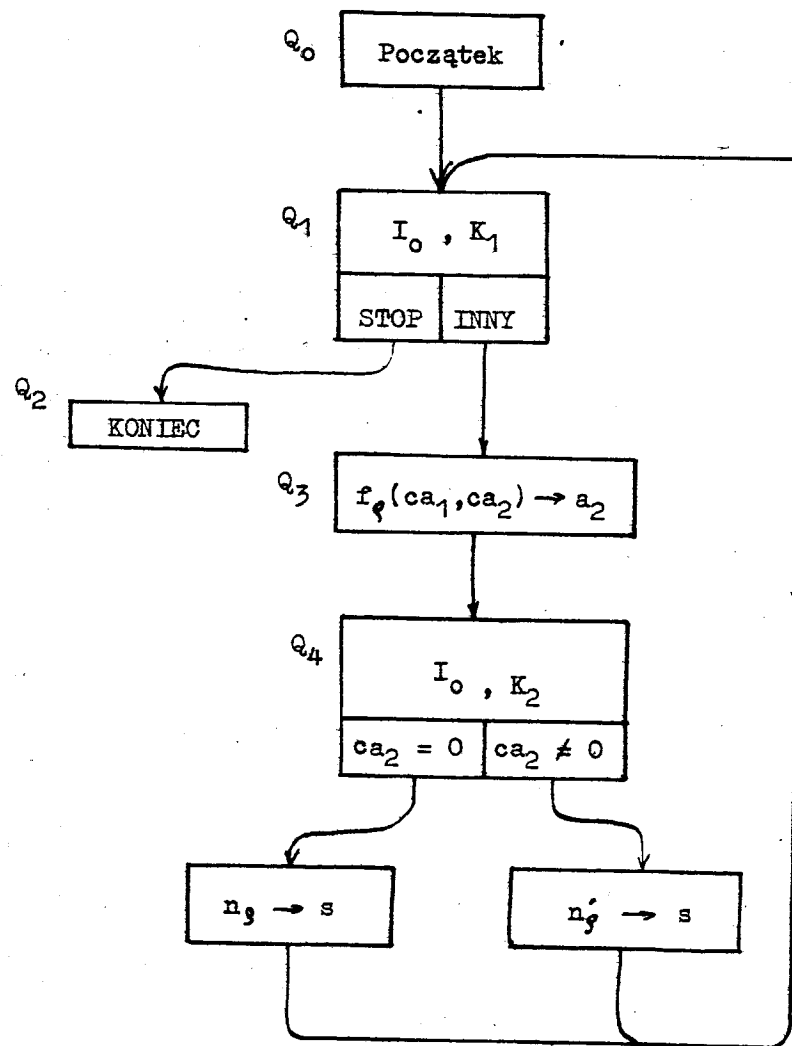 Q₀ Początek
Q₁ I₀ , K₁
STOP INNY
Q₂ KONIEC
Q₃ fϱ(ca₁,ca₂) → a₂
Q₄ I₀ , K₂
ca₂ = 0 ca₂ ≠ 0
nϱ → s n′ϱ → s